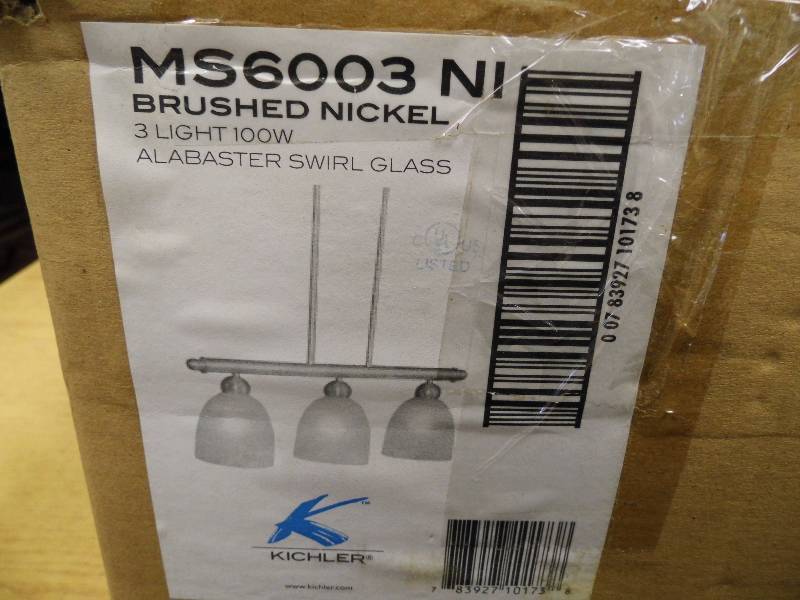 MS6003 NI
BRUSHED NICKEL
3 LIGHT 100W
ALABASTER SWIRL GLASS
C UL US
LISTED
0 07 83927 10173 8
KICHLER®
www.kichler.com
7 83927 10173 8